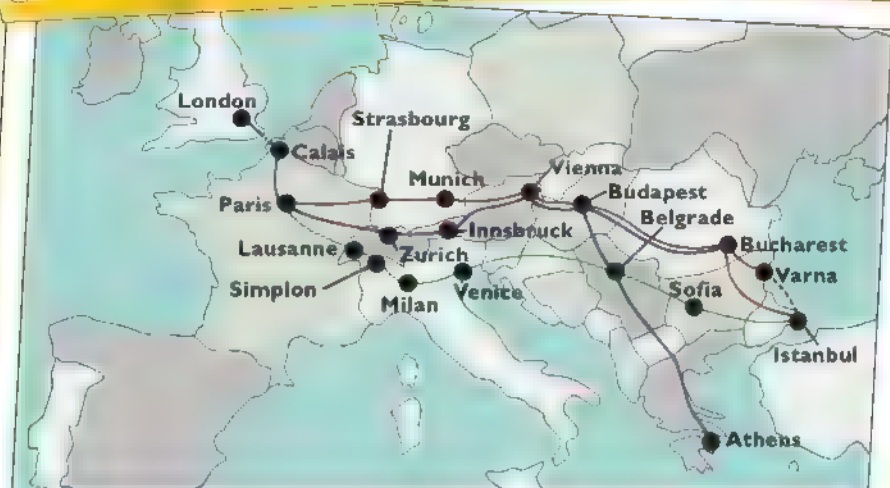 London
Strasbourg
Calais
Munich
Vienna
Budapest
Paris
Belgrade
Innsbruck
Bucharest
Lausanne
Zurich
Varna
Simplon
Milan
Venice
Sofia
Istanbul
Athens